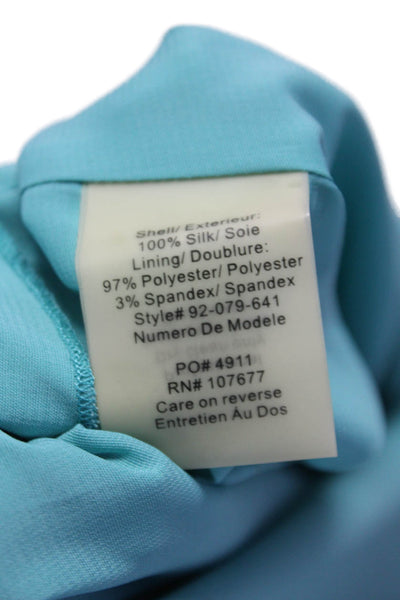 Shell/ Exterieur:
100% Silk/ Soie
Lining/ Doublure:
97% Polyester/ Polyester
3% Spandex/ Spandex
Style# 92-079-641
Numero De Modele
PO# 4911
RN# 107677
Care on reverse
Entretien Áu Dos